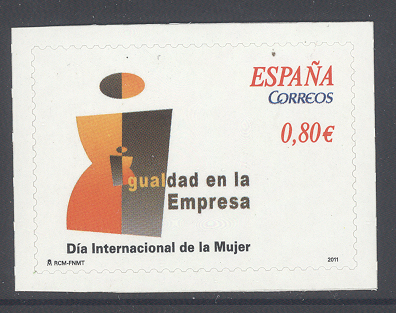 ESPAÑA
CORREOS
0,80€
Igualdad en la
Empresa
Día Internacional de la Mujer
RCM-FNMT
2011